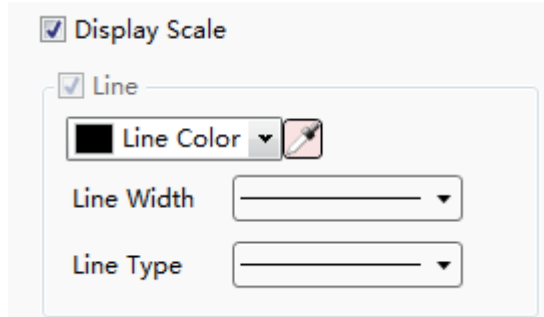 Display Scale
Line
Line Color
Line Width
Line Type